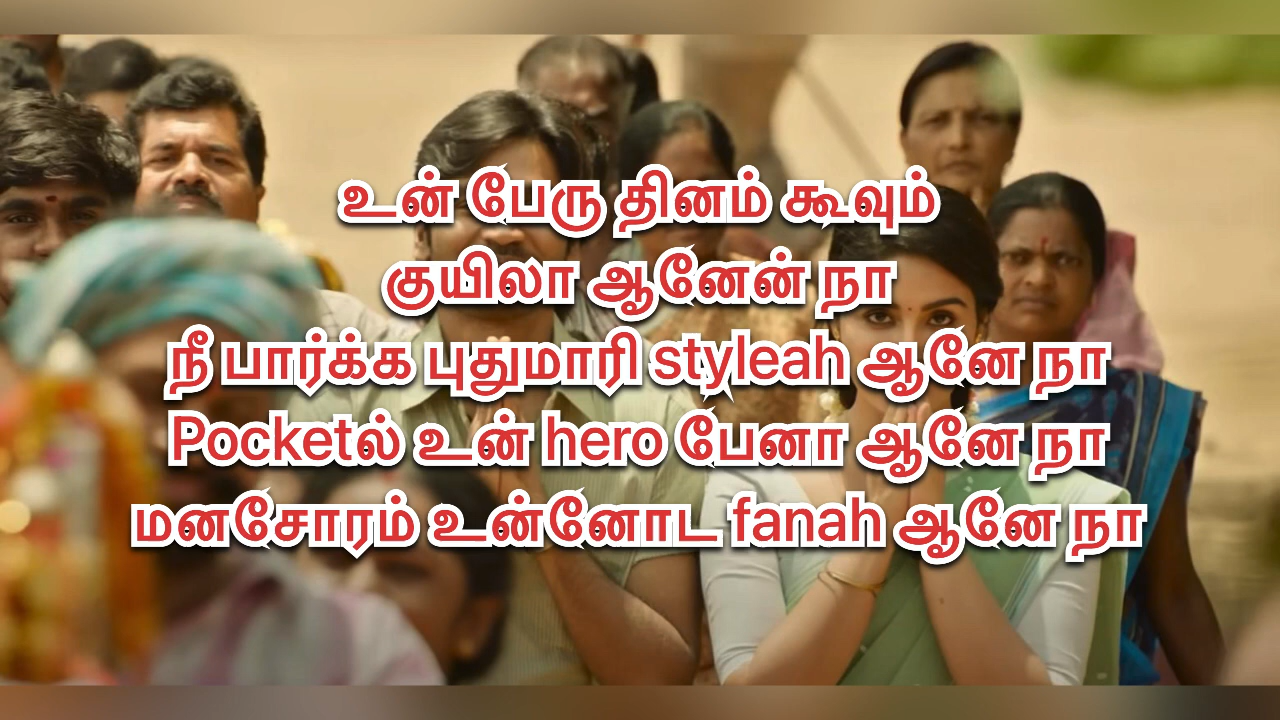 உன் பேரு தினம் கூவும்
குயிலா ஆனேன் நா
நீ பார்க்க புதுமாரி styleah ஆனே நா
Pocketல் உன் hero பேனா ஆனே நா
மனசோரம் உன்னோட fanah ஆனே நா